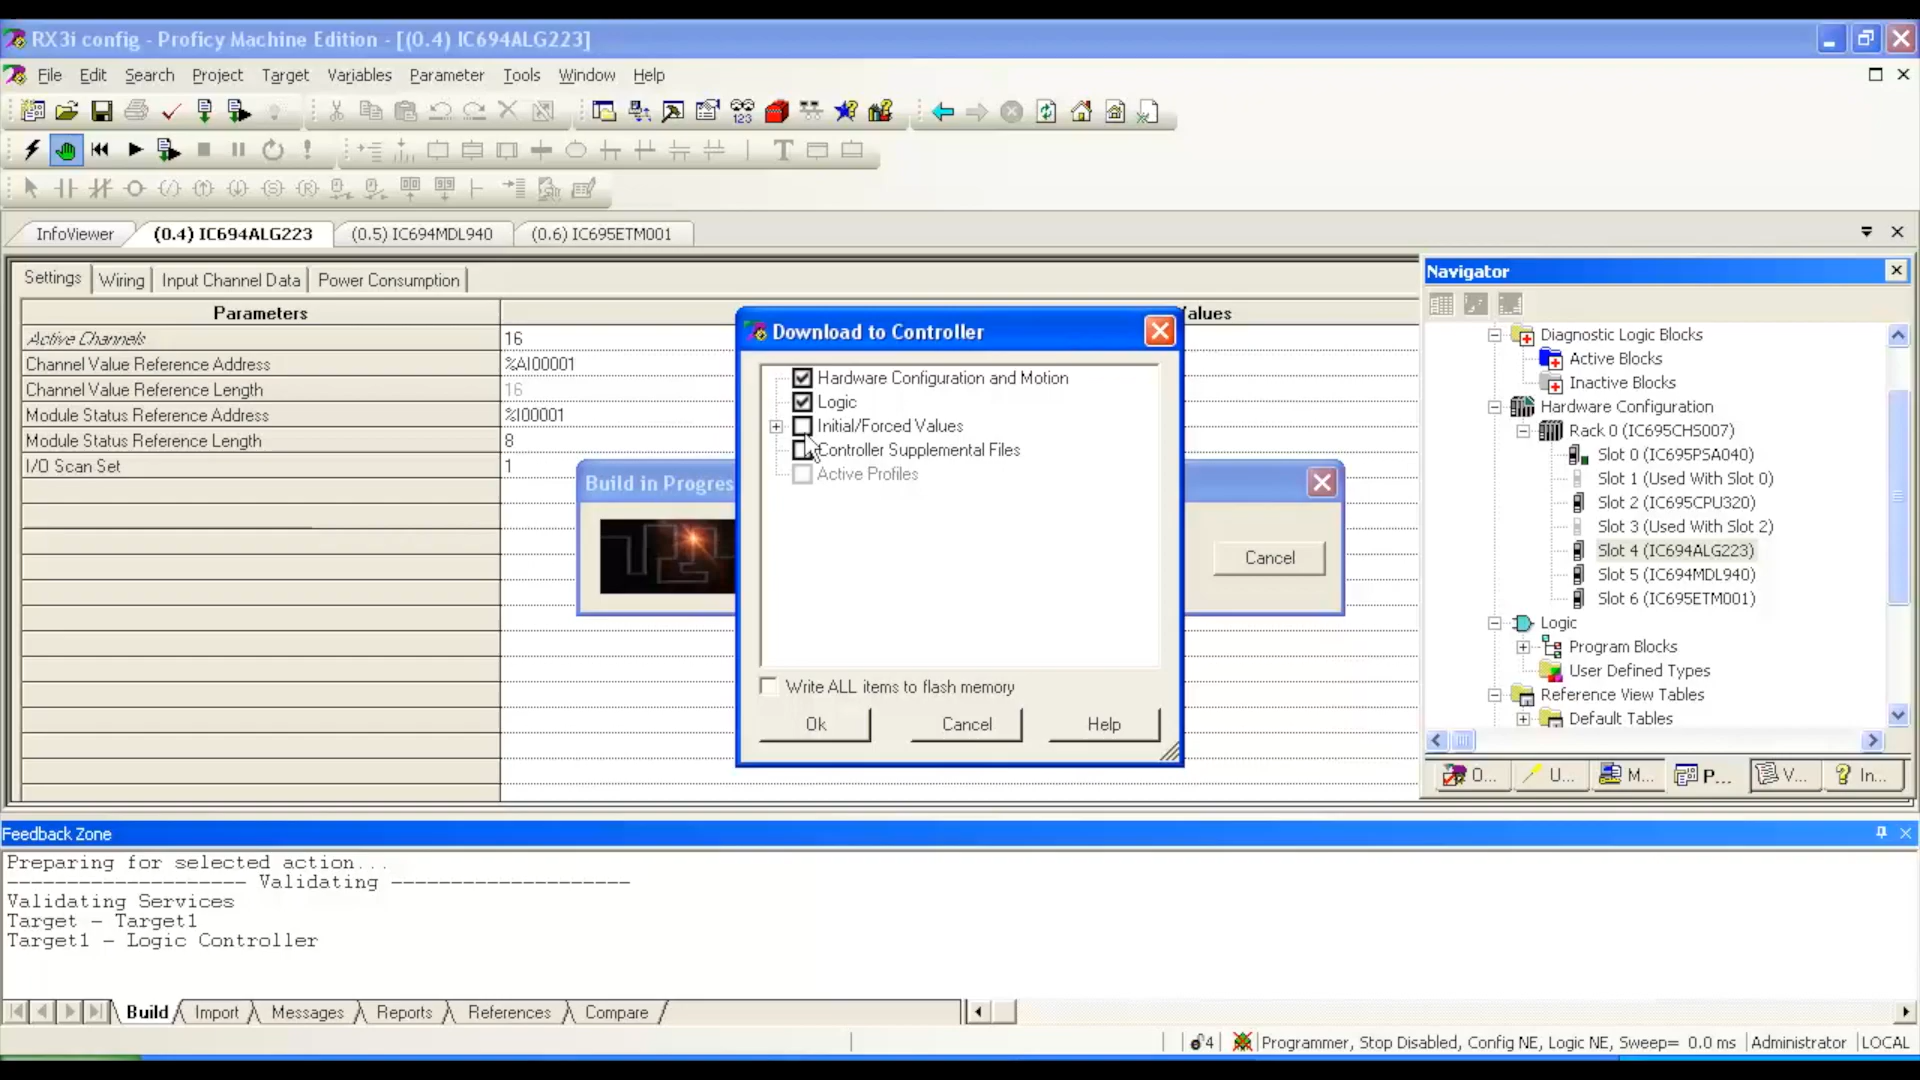 RX3i config - Proficy Machine Edition - [(0.4) IC694ALG223]
File Edit Search Project Target Variables Parameter Tools Window Help
InfoViewer (0.4) IC694ALG223 (0.5) IC694MDL940 (0.6) IC695ETM001
Settings Wiring Input Channel Data Power Consumption
Parameters
Active Channels 16
Channel Value Reference Address %AI00001
Channel Value Reference Length 16
Module Status Reference Address %I00001
Module Status Reference Length 8
I/O Scan Set 1
Build in Progres
Cancel
Download to Controller
Hardware Configuration and Motion
Logic
Initial/Forced Values
Controller Supplemental Files
Active Profiles
Write ALL items to flash memory
Ok Cancel Help
Navigator
Diagnostic Logic Blocks
Active Blocks
Inactive Blocks
Hardware Configuration
Rack 0 (IC695CHS007)
Slot 0 (IC695PSA040)
Slot 1 (Used With Slot 0)
Slot 2 (IC695CPU320)
Slot 3 (Used With Slot 2)
Slot 4 (IC694ALG223)
Slot 5 (IC694MDL940)
Slot 6 (IC695ETM001)
Logic
Program Blocks
User Defined Types
Reference View Tables
Default Tables
O... U... M... P... V... In...
Feedback Zone
Preparing for selected action...
------------------- Validating -------------------
Validating Services
Target - Target1
Target1 - Logic Controller
Build Import Messages Reports References Compare
4 Programmer, Stop Disabled, Config NE, Logic NE, Sweep= 0.0 ms Administrator LOCAL